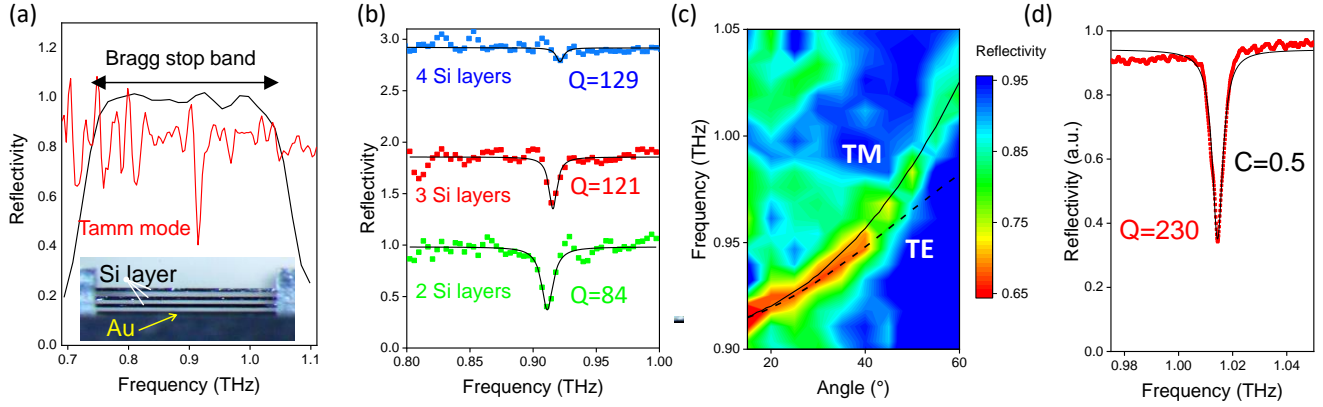 (a)
1.2
1.0
0.8
0.6
0.4
0.2
0.0
Reflectivity
Bragg stop band
Tamm mode
Si layer
Au
0.7 0.8 0.9 1.0 1.1
Frequency (THz)
(b)
3.0
2.5
2.0
1.5
1.0
0.5
0.0
Reflectivity
4 Si layers
Q=129
3 Si layers
Q=121
2 Si layers
Q=84
0.80 0.85 0.90 0.95 1.00
Frequency (THz)
(c)
1.05
1.00
0.95
0.90
Frequency (THz)
TM
TE
20 40 60
Angle (°)
Reflectivity
0.95
0.85
0.75
0.65
(d)
1.0
0.8
0.6
0.4
0.2
0.0
Reflectivity (a.u.)
C=0.5
Q=230
0.98 1.00 1.02 1.04
Frequency (THz)